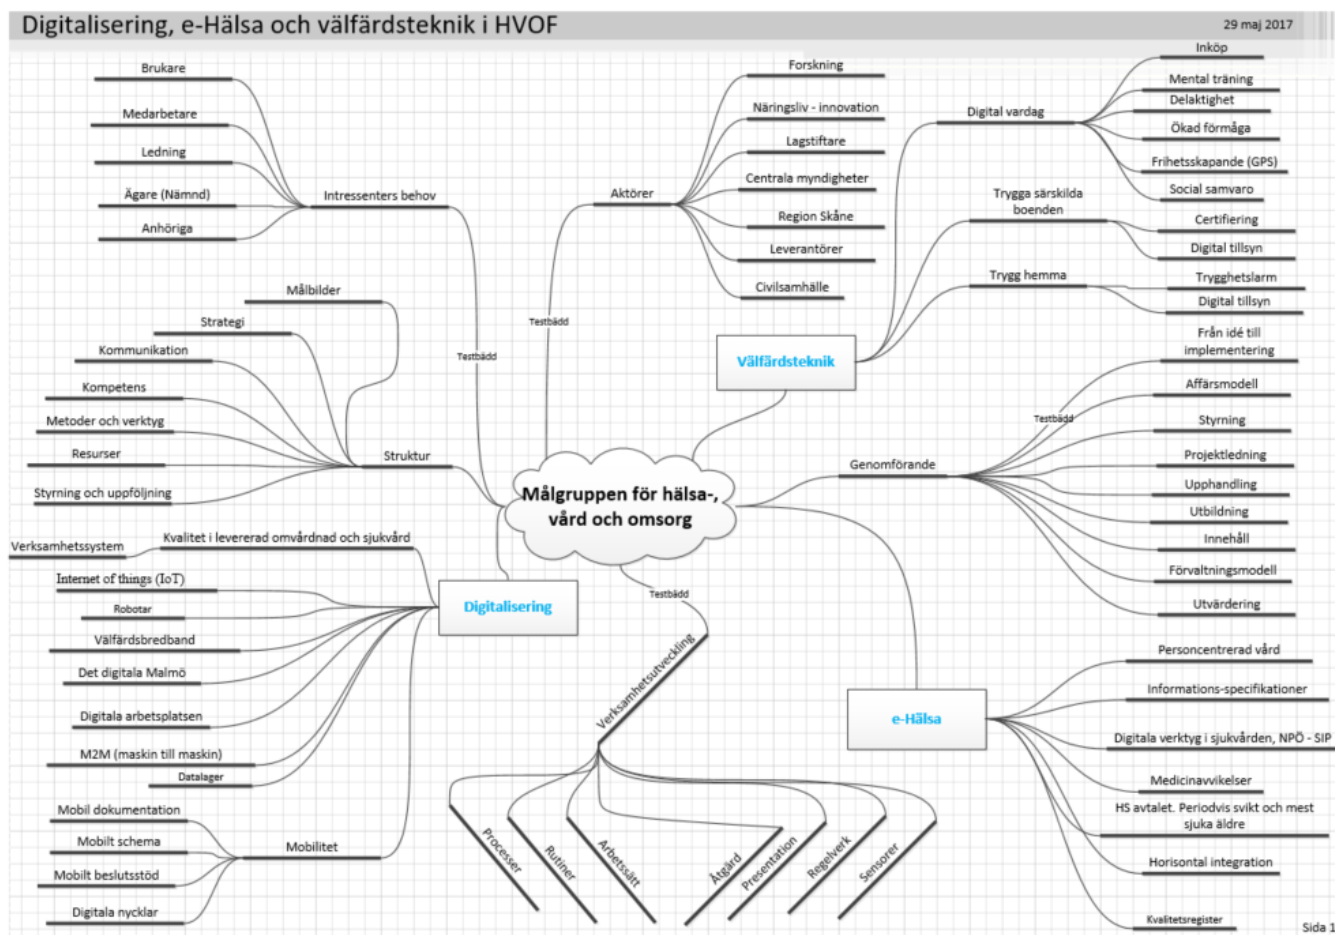 Digitalisering, e-Hälsa och välfärdsteknik i HVOF
29 maj 2017
Brukare
Medarbetare
Ledning
Ägare (Nämnd)
Anhöriga
Intressenters behov
Testbädd
Forskning
Näringsliv - innovation
Lagstiftare
Centrala myndigheter
Region Skåne
Leverantörer
Civilsamhälle
Aktörer
Testbädd
Inköp
Mental träning
Delaktighet
Ökad förmåga
Frihetsskapande (GPS)
Social samvaro
Digital vardag
Trygga särskilda
boenden
Certifiering
Digital tillsyn
Trygg hemma
Trygghetslarm
Digital tillsyn
Välfärdsteknik
Målbilder
Strategi
Kommunikation
Kompetens
Metoder och verktyg
Resurser
Styrning och uppföljning
Struktur
Målgruppen för hälsa-,
vård och omsorg
Genomförande
Testbädd
Från idé till
implementering
Affärsmodell
Styrning
Projektledning
Upphandling
Utbildning
Innehåll
Förvaltningsmodell
Utvärdering
Verksamhetssystem
Kvalitet i levererad omvårdnad och sjukvård
Internet of things (IoT)
Robotar
Välfärdsbredband
Det digitala Malmö
Digitala arbetsplatsen
M2M (maskin till maskin)
Datalager
Digitalisering
Mobil dokumentation
Mobilt schema
Mobilt beslutsstöd
Digitala nycklar
Mobilitet
Testbädd
Verksamhetsutveckling
Processer
Rutiner
Arbetssätt
Åtgärd
Presentation
Regelverk
Sensorer
e-Hälsa
Personcentrerad vård
Informations-specifikationer
Digitala verktyg i sjukvården, NPÖ - SIP
Medicinavvikelser
HS avtalet. Periodvis svikt och mest
sjuka äldre
Horisontal integration
Kvalitetsregister
Sida 1